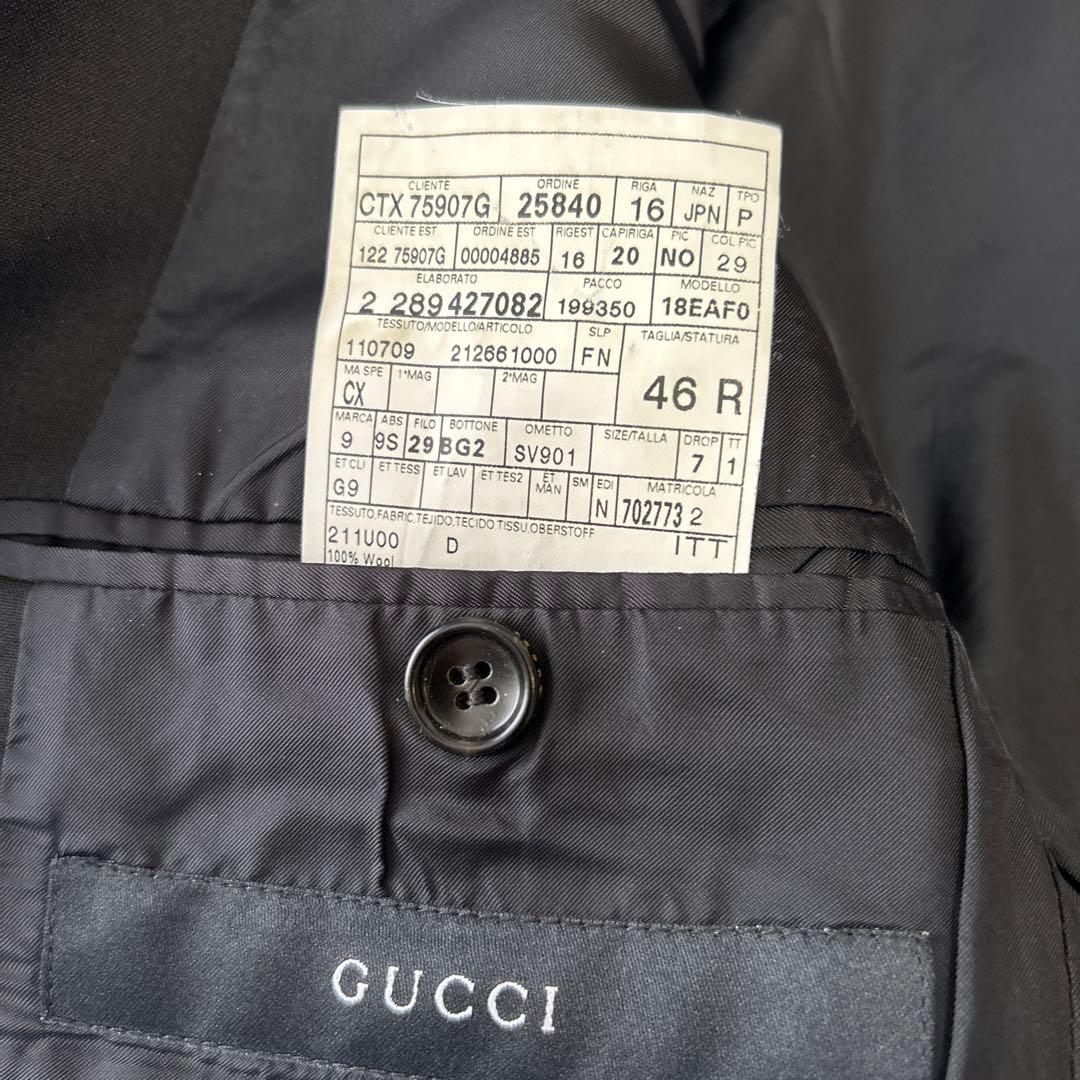 CLIENTE ORDINE RIGA NAZ TPO
CTX 75907G 25840 16 JPN P
CLIENTE EST ORDINE EST RIGEST CAPIRIGA PIC COL PIC
122 75907G 00004885 16 20 NO 29
ELABORATO PACCO MODELLO
2 289427082 199350 18EAF0
TESSUTO/MODELLO/ARTICOLO SLP TAGLIA/STATURA
110709 212661000 FN 46 R
MA SPE 1°MAG 2°MAG
CX
MARCA ABS FILO BOTTONE OMETTO SIZE/TALLA DROP TT
9 9S 29 BG2 SV901 7 1
ET CLI ET TESS ET LAV ET TES2 ET MAN SM EDI MATRICOLA
G9 N 702773 2
TESSUTO.FABRIC.TEJIDO.TECIDO.TISSU.OBERSTOFF
211U00 D ITT
100% Wool
GUCCI